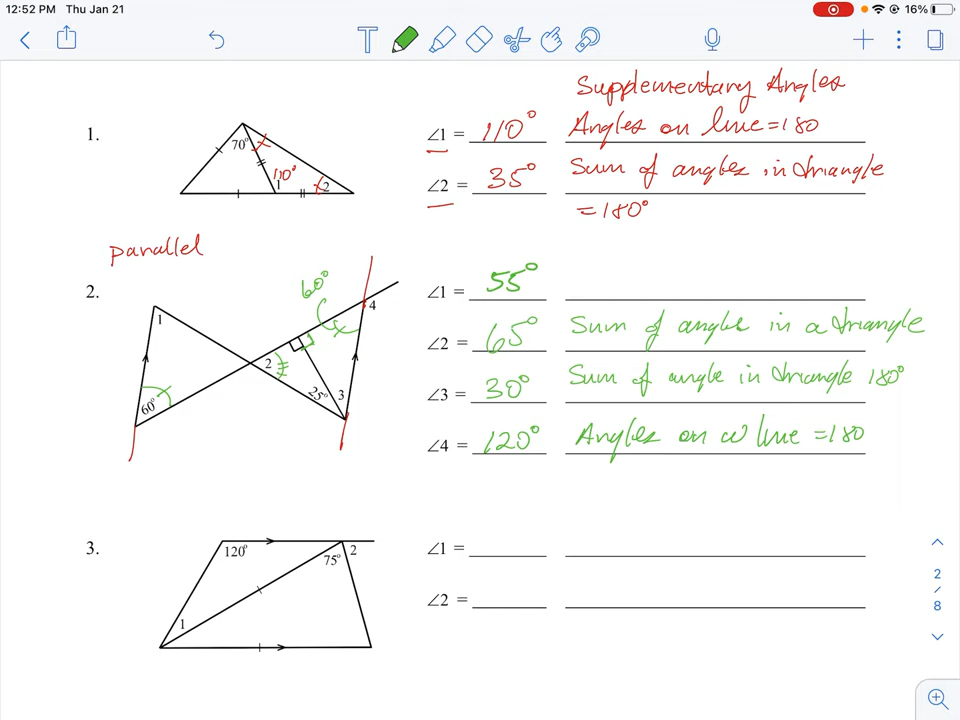 12:52 PM Thu Jan 21
16%
T
Supplementary Angles
1.
70°
110°
1
2
∠1 = 110° Angles on line = 180
∠2 = 35° Sum of angles in triangle
= 180°
parallel
2.
1
60°
60°
2
25°
3
4
∠1 = 55°
∠2 = 65° Sum of angles in a triangle
∠3 = 30° Sum of angle in triangle 180°
∠4 = 120° Angles on line = 180
3.
120°
75°
2
1
∠1 =
∠2 =
2
/
8